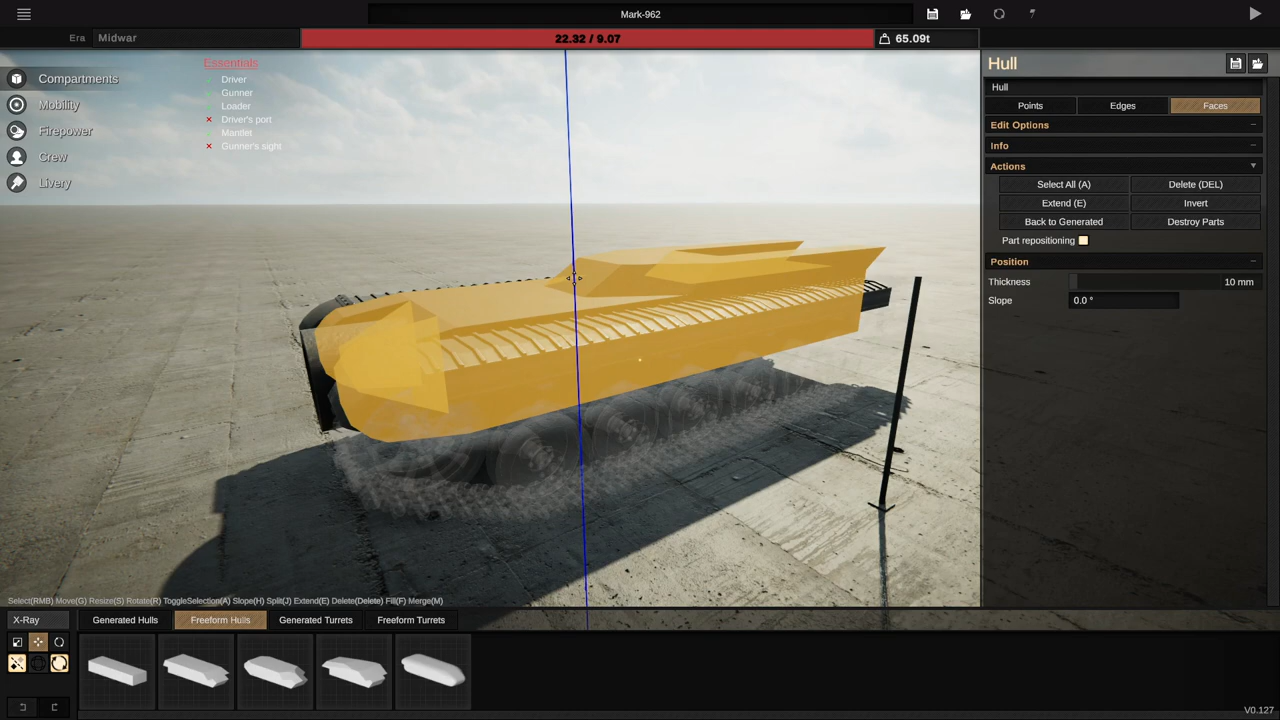 Mark-962
Era Midwar
22.32 / 9.07
65.09t
Compartments
Mobility
Firepower
Crew
Livery
Essentials
Driver
Gunner
Loader
Driver's port
Mantlet
Gunner's sight
Hull
Hull
Points Edges Faces
Edit Options
Info
Actions
Select All (A) Delete (DEL)
Extend (E) Invert
Back to Generated Destroy Parts
Part repositioning
Position
Thickness 10 mm
Slope 0.0 °
Select(RMB) Move(G) Resize(S) Rotate(R) ToggleSelection(A) Slope(H) Split(J) Extend(E) Delete(Delete) Fill(F) Merge(M)
X-Ray Generated Hulls Freeform Hulls Generated Turrets Freeform Turrets
V0.127